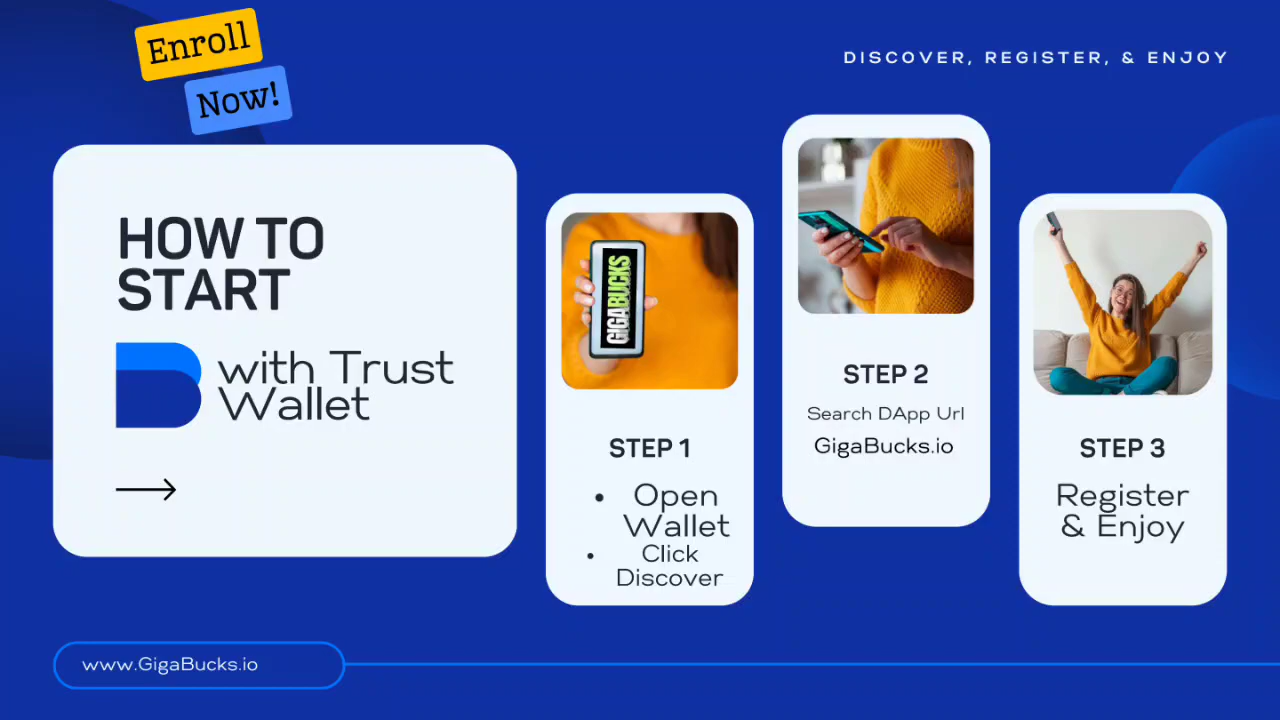 Enroll
Now!
DISCOVER, REGISTER, & ENJOY
HOW TO
START
with Trust
Wallet
GIGABUCKS
STEP 1
• Open
Wallet
• Click
Discover
STEP 2
Search DApp Url
GigaBucks.io
STEP 3
Register
& Enjoy
www.GigaBucks.io